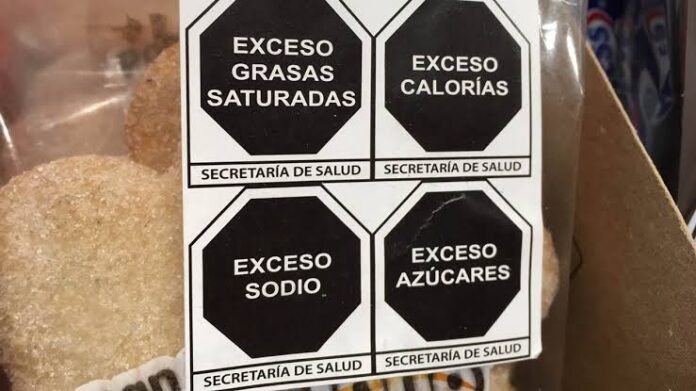 EXCESO
GRASAS
SATURADAS
SECRETARÍA DE SALUD
EXCESO
CALORÍAS
SECRETARÍA DE SALUD
EXCESO
SODIO
SECRETARÍA DE SALUD
EXCESO
AZÚCARES
SECRETARÍA DE SALUD